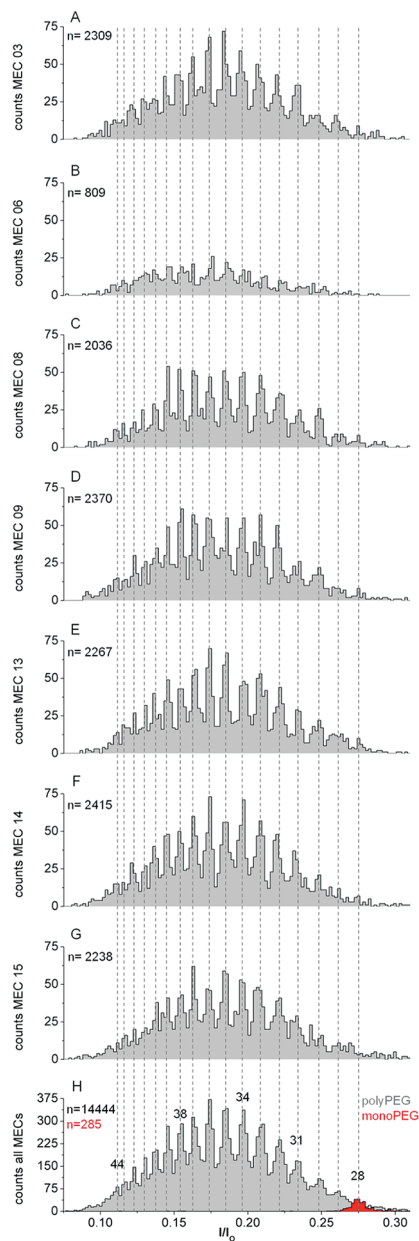 A
counts MEC 03
n= 2309
75
50
25
0
B
counts MEC 06
n= 809
75
50
25
0
C
counts MEC 08
n= 2036
75
50
25
0
D
counts MEC 09
n= 2370
75
50
25
0
E
counts MEC 13
n= 2267
75
50
25
0
F
counts MEC 14
n= 2415
75
50
25
0
G
counts MEC 15
n= 2238
75
50
25
0
H
counts all MECs
n=14444
n=285
polyPEG
monoPEG
375
300
225
150
75
0
44
38
34
31
28
0.10 0.15 0.20 0.25 0.30
I/Io